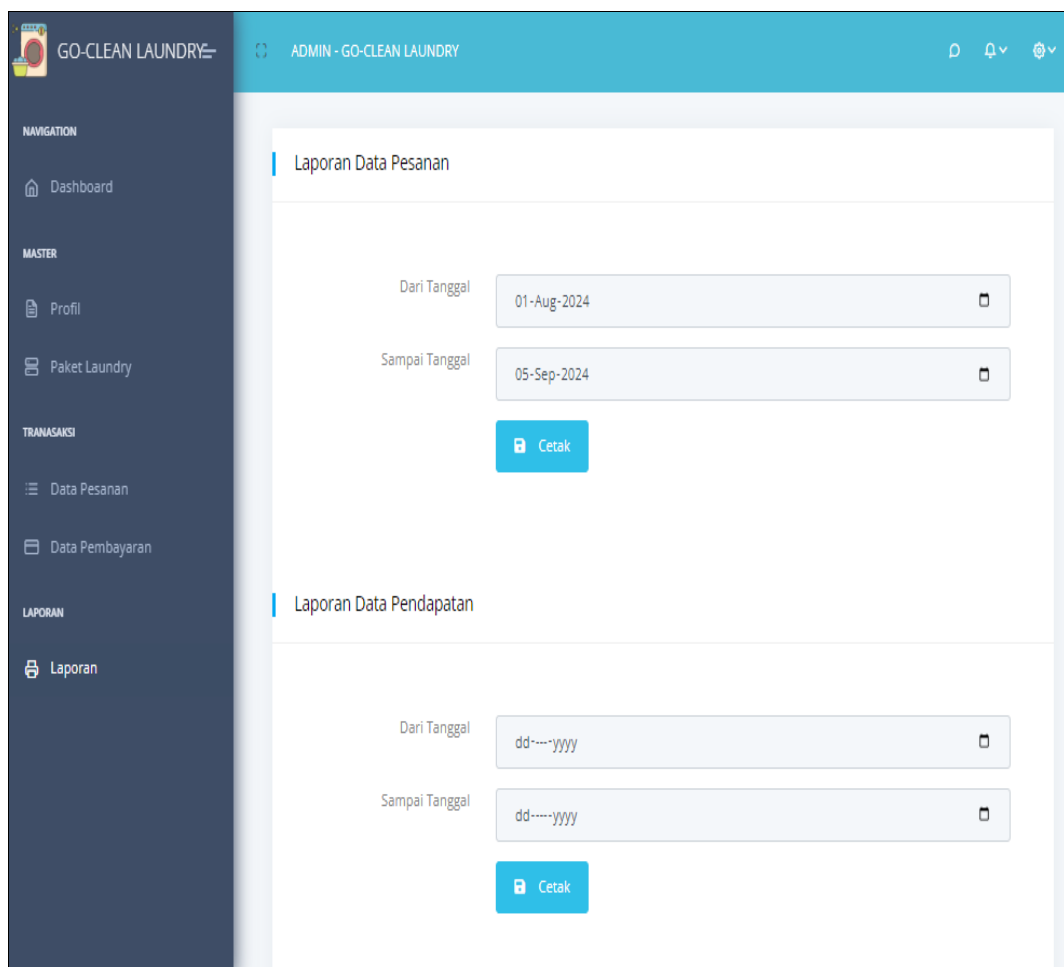 GO-CLEAN LAUNDRY
ADMIN - GO-CLEAN LAUNDRY
NAVIGATION
Dashboard
MASTER
Profil
Paket Laundry
TRANASAKSI
Data Pesanan
Data Pembayaran
LAPORAN
Laporan
Laporan Data Pesanan
Dari Tanggal
01-Aug-2024
Sampai Tanggal
05-Sep-2024
Cetak
Laporan Data Pendapatan
Dari Tanggal
dd----yyyy
Sampai Tanggal
dd-----yyyy
Cetak